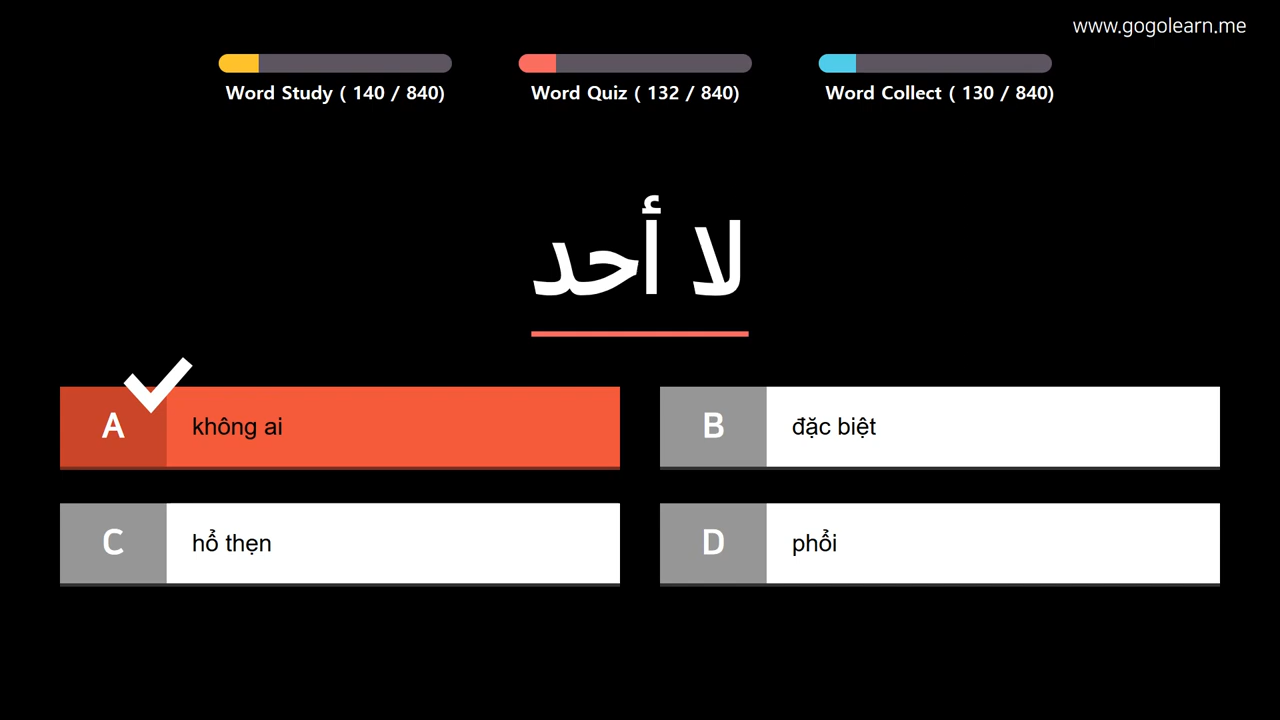 www.gogolearn.me
Word Study ( 140 / 840)
Word Quiz ( 132 / 840)
Word Collect ( 130 / 840)
لا أحد
A
không ai
B
đặc biệt
C
hổ thẹn
D
phổi